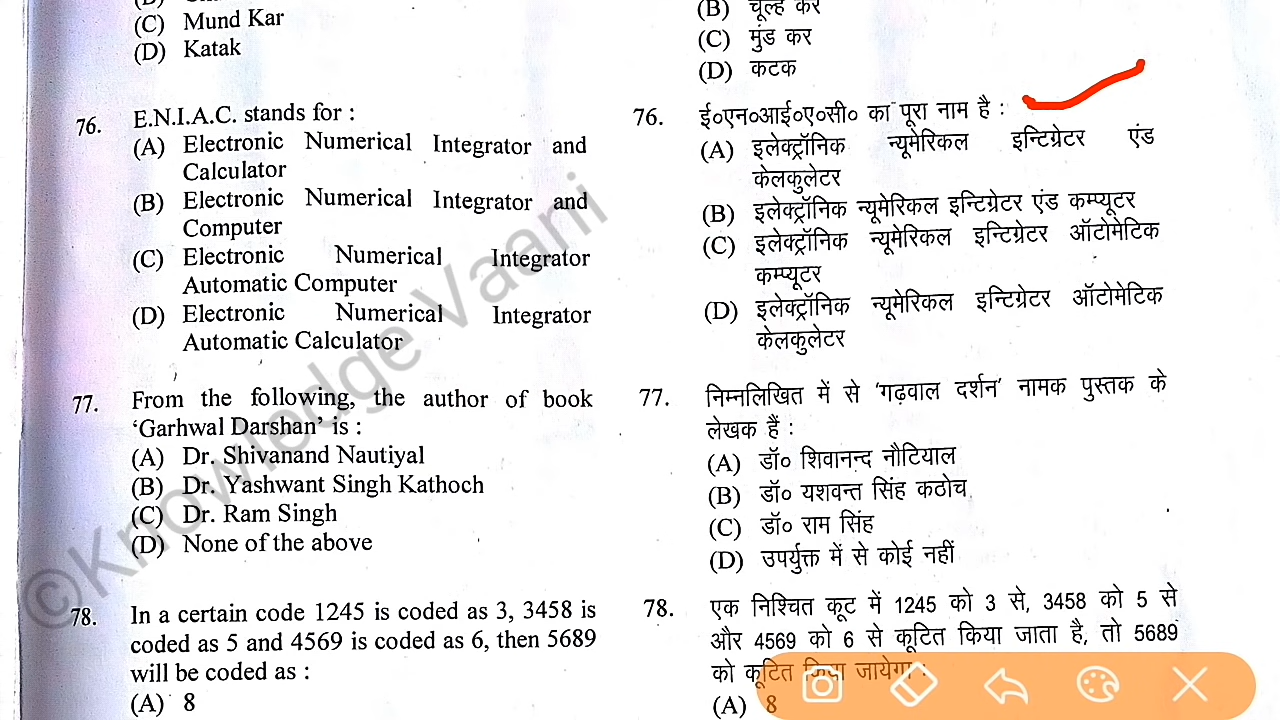 (C) Mund Kar
(D) Katak
76. E.N.I.A.C. stands for :
(A) Electronic Numerical Integrator and
Calculator
(B) Electronic Numerical Integrator and
Computer
(C) Electronic Numerical Integrator
Automatic Computer
(D) Electronic Numerical Integrator
Automatic Calculator
77. From the following, the author of book
‘Garhwal Darshan’ is :
(A) Dr. Shivanand Nautiyal
(B) Dr. Yashwant Singh Kathoch
(C) Dr. Ram Singh
(D) None of the above
78. In a certain code 1245 is coded as 3, 3458 is
coded as 5 and 4569 is coded as 6, then 5689
will be coded as :
(A) 8
(B) चूल्ह कर
(C) मुंड कर
(D) कटक
76. ई०एन०आई०ए०सी० का पूरा नाम है :
(A) इलेक्ट्रॉनिक न्यूमेरिकल इन्टिग्रेटर एंड
केलकुलेटर
(B) इलेक्ट्रॉनिक न्यूमेरिकल इन्टिग्रेटर एंड कम्प्यूटर
(C) इलेक्ट्रॉनिक न्यूमेरिकल इन्टिग्रेटर ऑटोमेटिक
कम्प्यूटर
(D) इलेक्ट्रॉनिक न्यूमेरिकल इन्टिग्रेटर ऑटोमेटिक
केलकुलेटर
77. निम्नलिखित में से ‘गढ़वाल दर्शन’ नामक पुस्तक के
लेखक हैं :
(A) डॉ० शिवानन्द नौटियाल
(B) डॉ० यशवन्त सिंह कठोच
(C) डॉ० राम सिंह
(D) उपर्युक्त में से कोई नहीं
78. एक निश्चित कूट में 1245 को 3 से, 3458 को 5 से
और 4569 को 6 से कूटित किया जाता है, तो 5689
को कूटित किया जायेगा :
(A) 8
©Knowledge Vaani